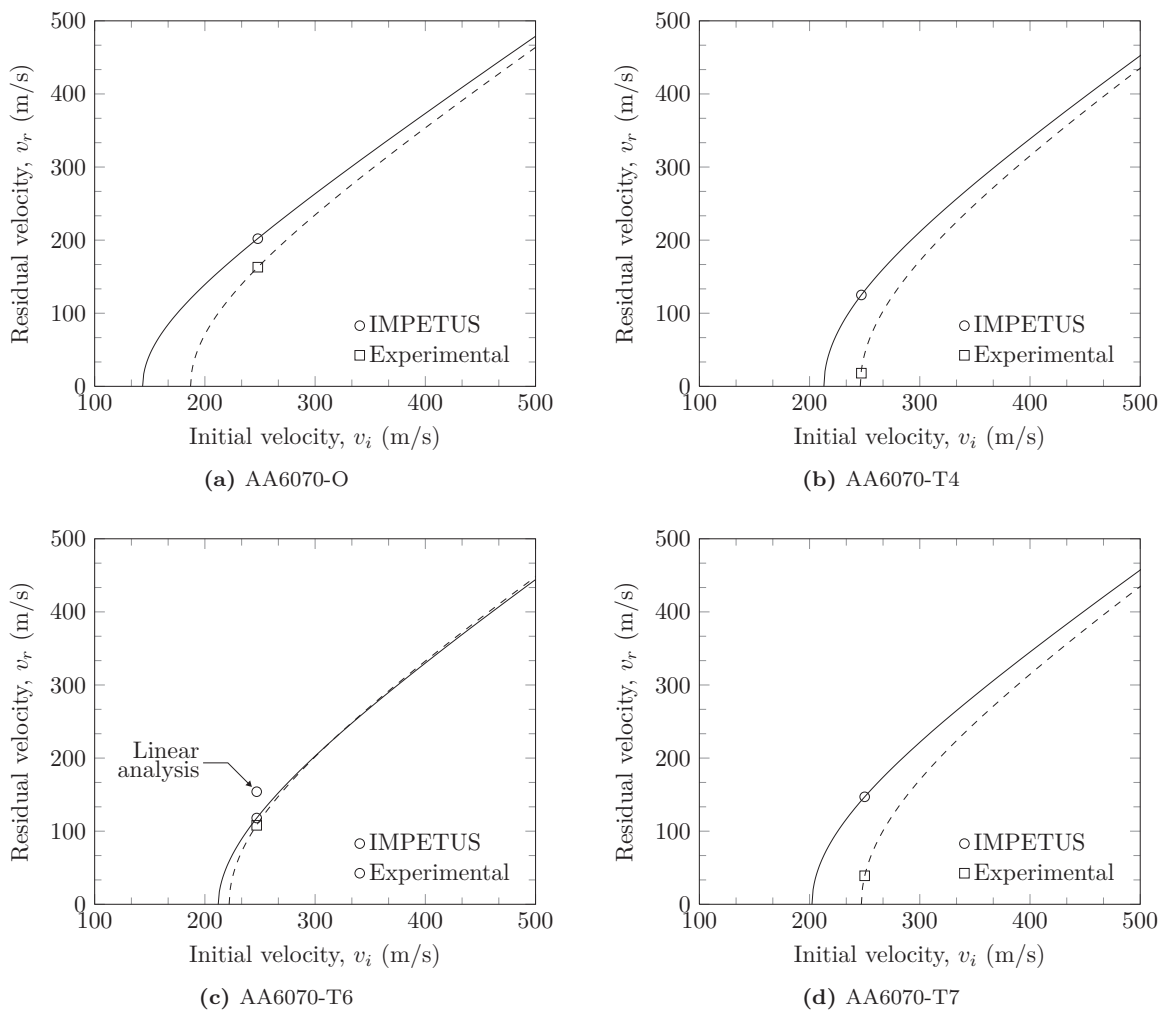 500
400
300
200
100
0
Residual velocity, v_r (m/s)
IMPETUS
Experimental
100 200 300 400 500
Initial velocity, v_i (m/s)
(a) AA6070-O
500
400
300
200
100
0
Residual velocity, v_r (m/s)
IMPETUS
Experimental
100 200 300 400 500
Initial velocity, v_i (m/s)
(b) AA6070-T4
500
400
300
200
100
0
Residual velocity, v_r (m/s)
Linear
analysis
IMPETUS
Experimental
100 200 300 400 500
Initial velocity, v_i (m/s)
(c) AA6070-T6
500
400
300
200
100
0
Residual velocity, v_r (m/s)
IMPETUS
Experimental
100 200 300 400 500
Initial velocity, v_i (m/s)
(d) AA6070-T7